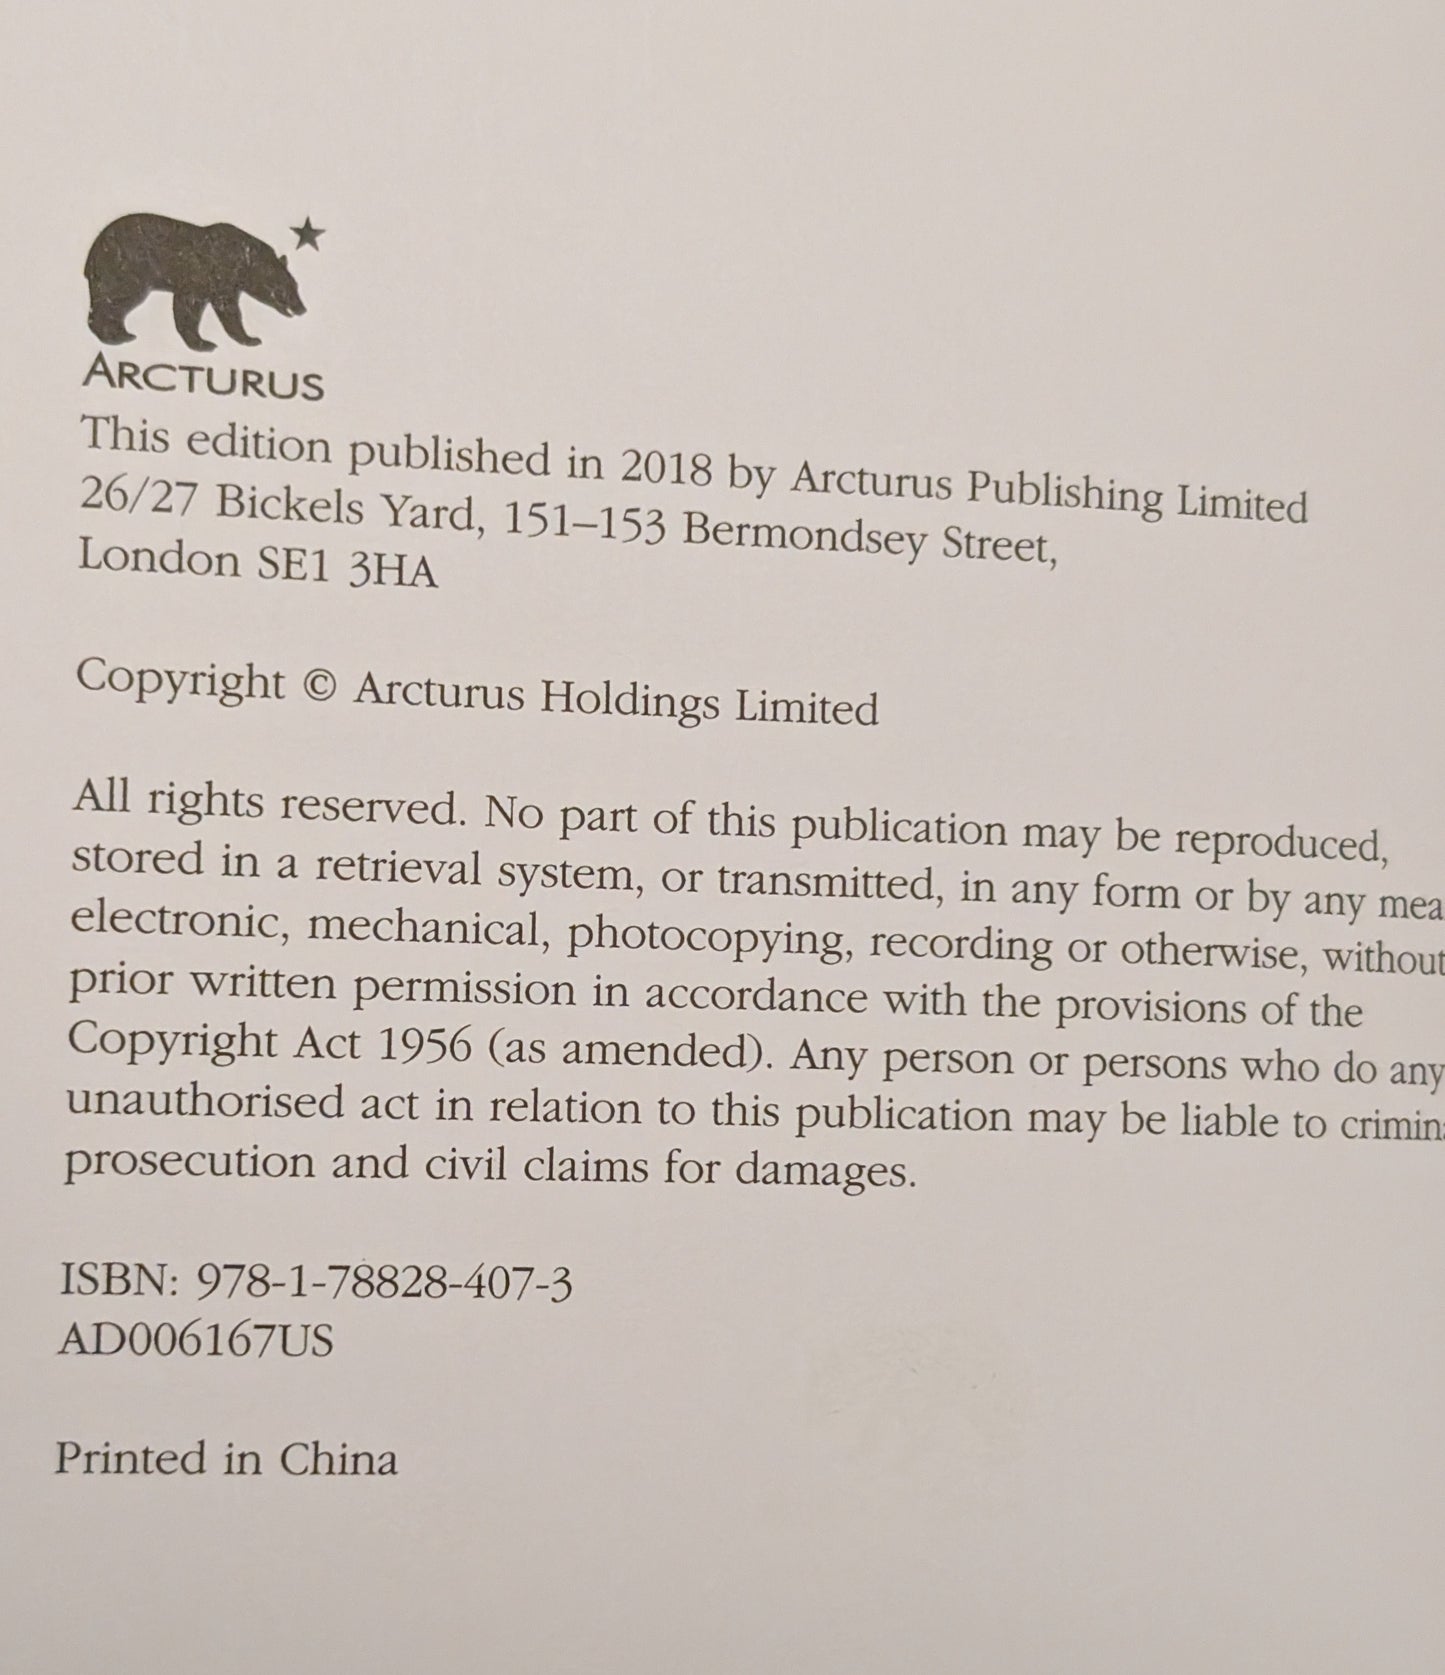 ARCTURUS
This edition published in 2018 by Arcturus Publishing Limited
26/27 Bickels Yard, 151–153 Bermondsey Street,
London SE1 3HA
Copyright © Arcturus Holdings Limited
All rights reserved. No part of this publication may be reproduced,
stored in a retrieval system, or transmitted, in any form or by any mea
electronic, mechanical, photocopying, recording or otherwise, without
prior written permission in accordance with the provisions of the
Copyright Act 1956 (as amended). Any person or persons who do any
unauthorised act in relation to this publication may be liable to crimin
prosecution and civil claims for damages.
ISBN: 978-1-78828-407-3
AD006167US
Printed in China